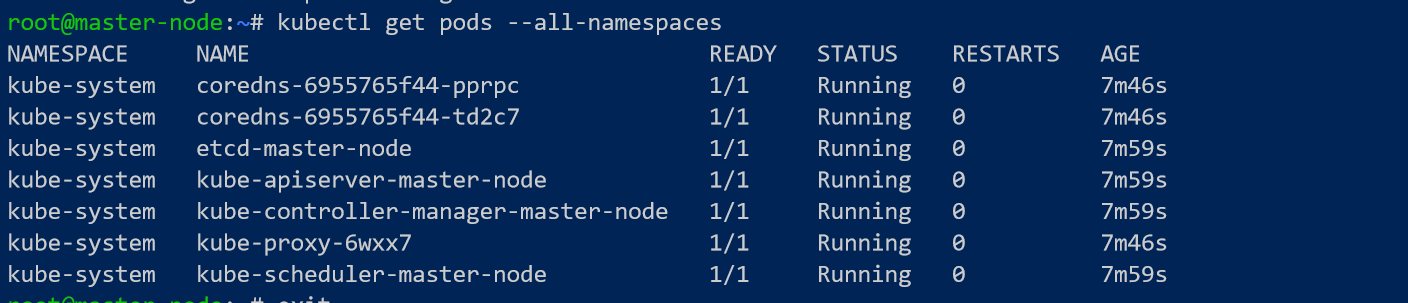 root@master-node:~# kubectl get pods --all-namespaces
NAMESPACE     NAME                                  READY   STATUS    RESTARTS   AGE
kube-system   coredns-6955765f44-pprpc              1/1     Running   0          7m46s
kube-system   coredns-6955765f44-td2c7              1/1     Running   0          7m46s
kube-system   etcd-master-node                      1/1     Running   0          7m59s
kube-system   kube-apiserver-master-node            1/1     Running   0          7m59s
kube-system   kube-controller-manager-master-node   1/1     Running   0          7m59s
kube-system   kube-proxy-6wxx7                      1/1     Running   0          7m46s
kube-system   kube-scheduler-master-node            1/1     Running   0          7m59s
root@master-node:~# exit